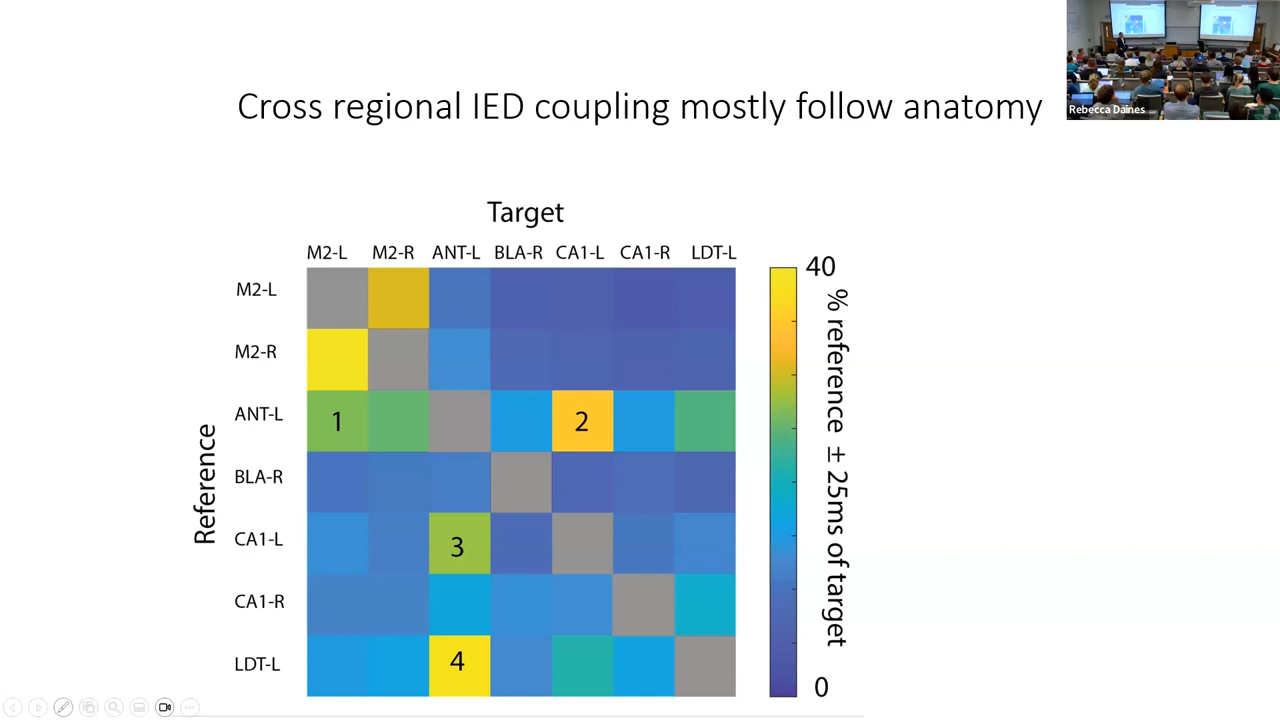 Rebecca Daines
Cross regional IED coupling mostly follow anatomy
Target
M2-L M2-R ANT-L BLA-R CA1-L CA1-R LDT-L
Reference
M2-L
M2-R
ANT-L 1 2
BLA-R
CA1-L 3
CA1-R
LDT-L 4
40
% reference ± 25ms of target
0